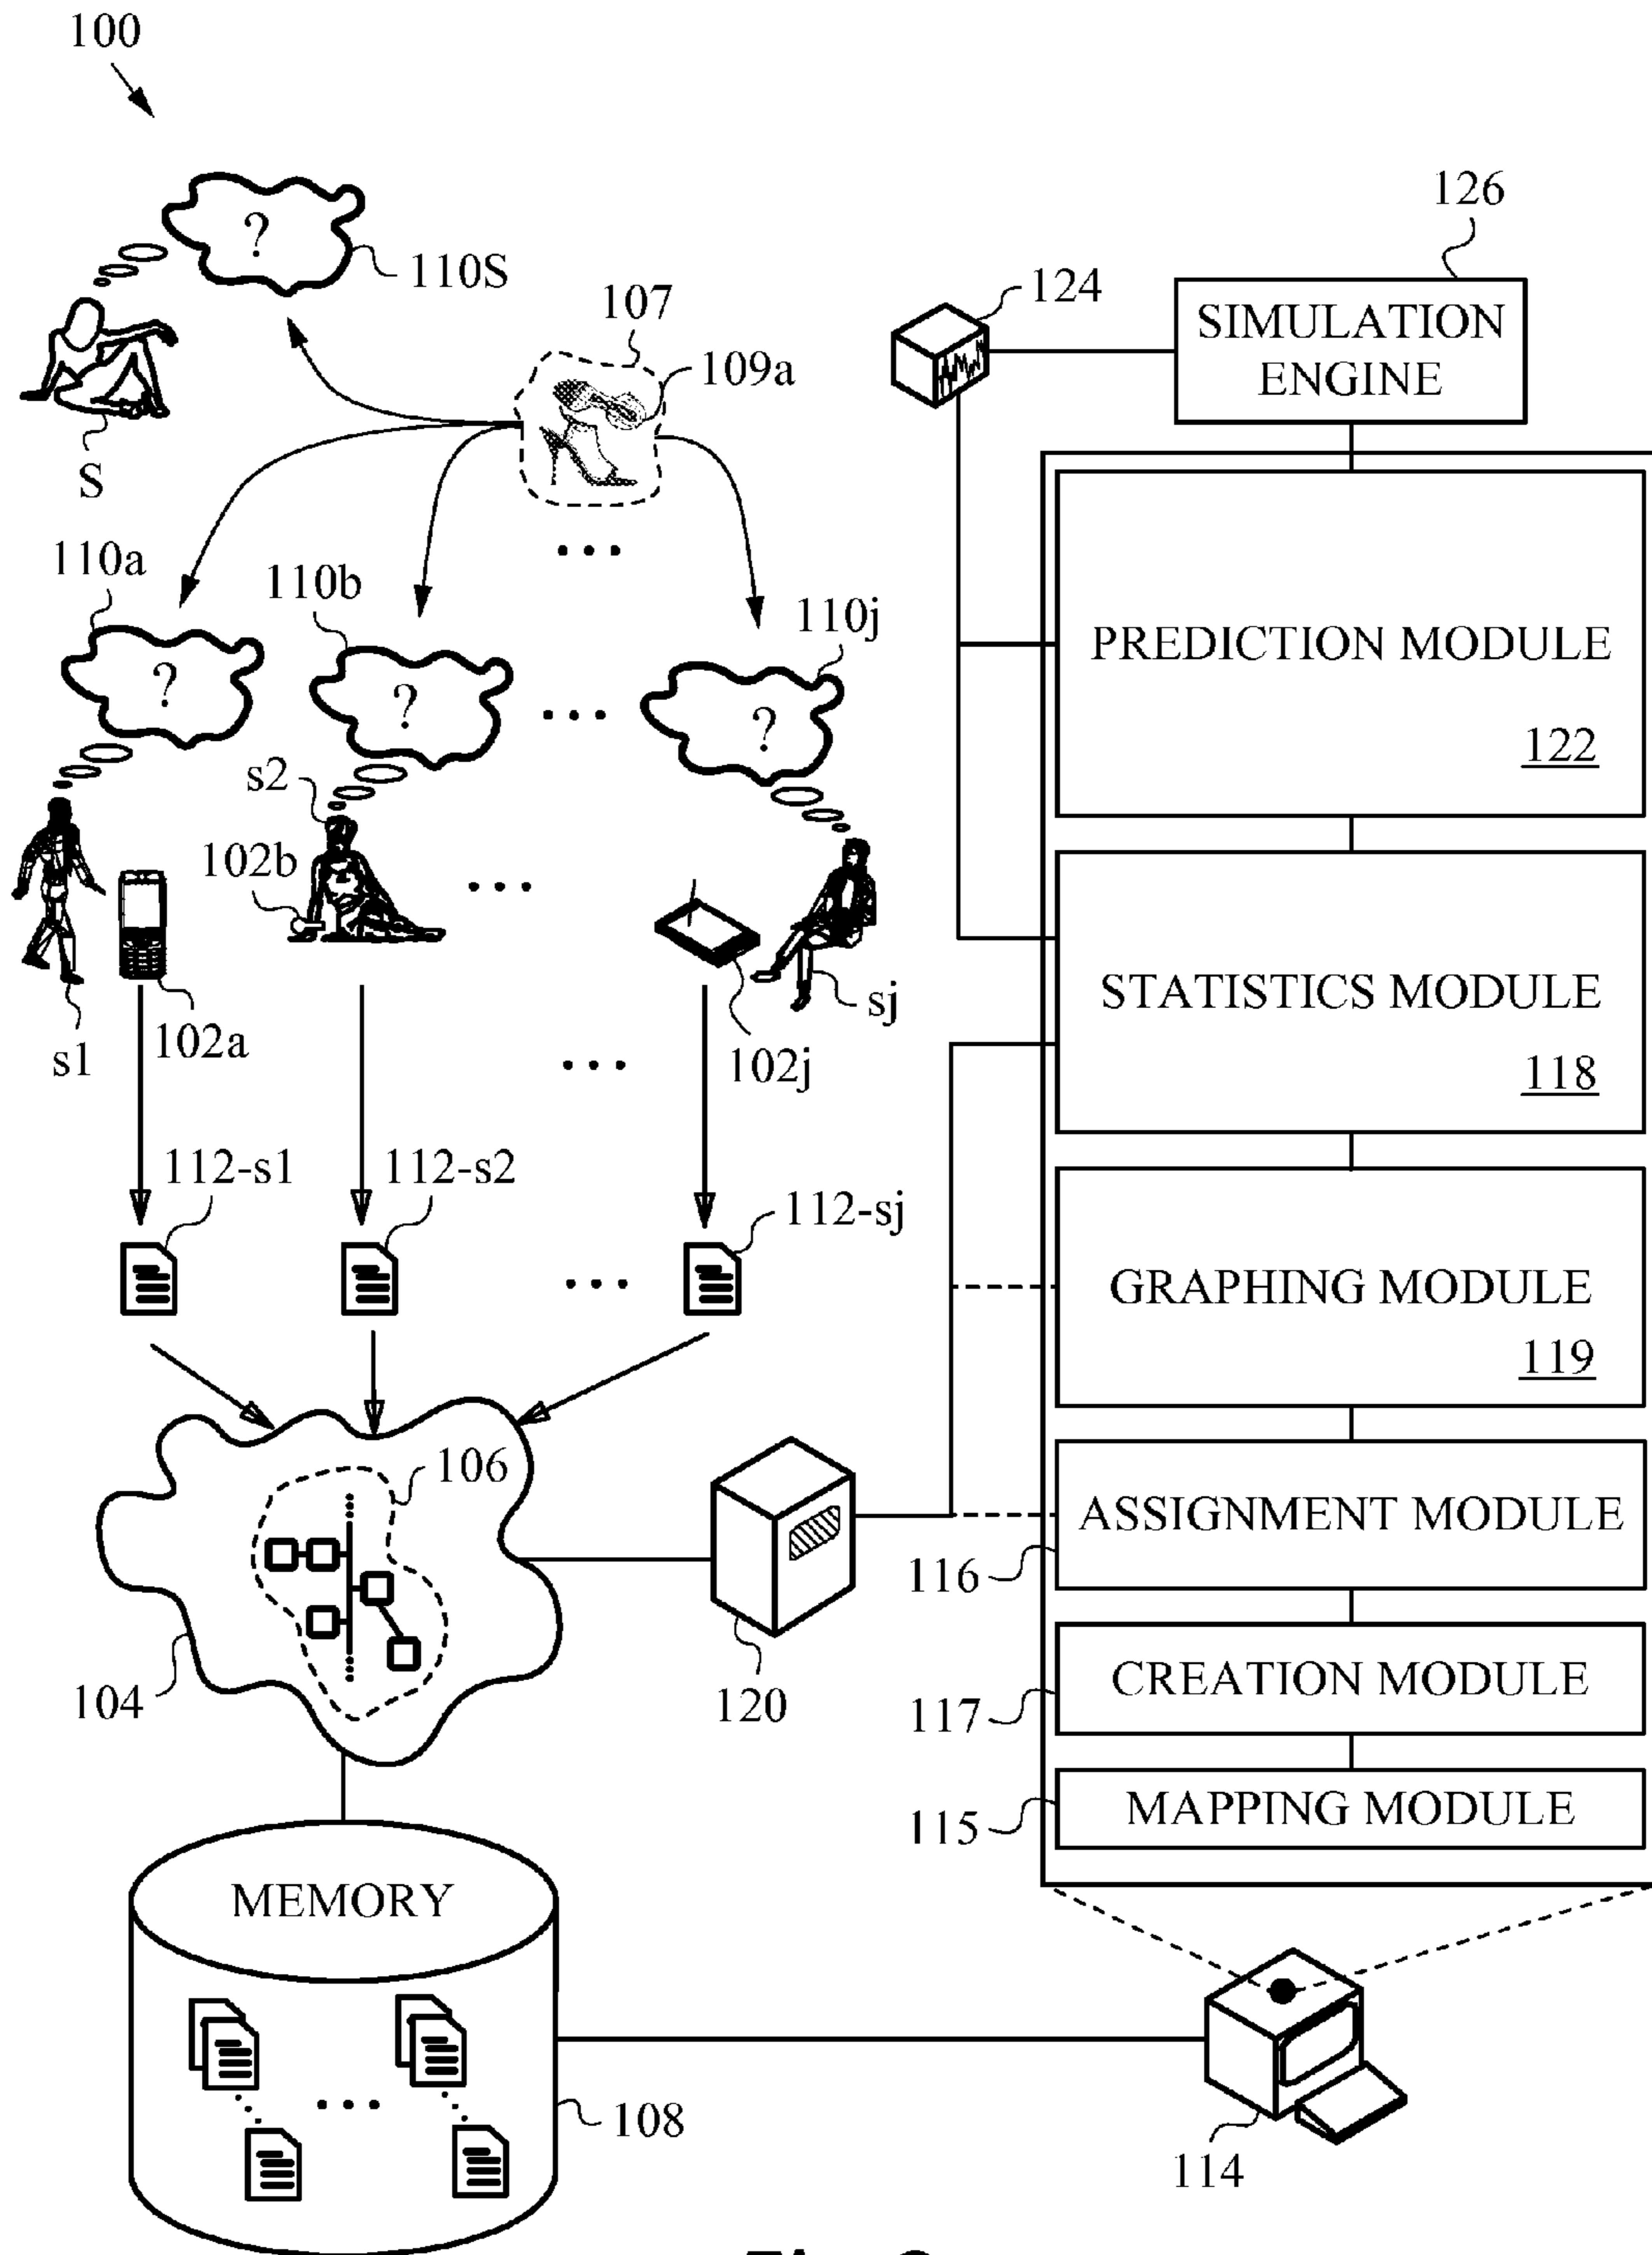 100
126
?
110S
124
107
SIMULATION
ENGINE
109a
S
110a
110b
110j
PREDICTION MODULE
?
?
?
122
s2
102b
STATISTICS MODULE
sj
s1
102a
102j
118
112-s1
112-s2
112-sj
GRAPHING MODULE
119
106
ASSIGNMENT MODULE
116
104
120
CREATION MODULE
117
MAPPING MODULE
115
MEMORY
108
114